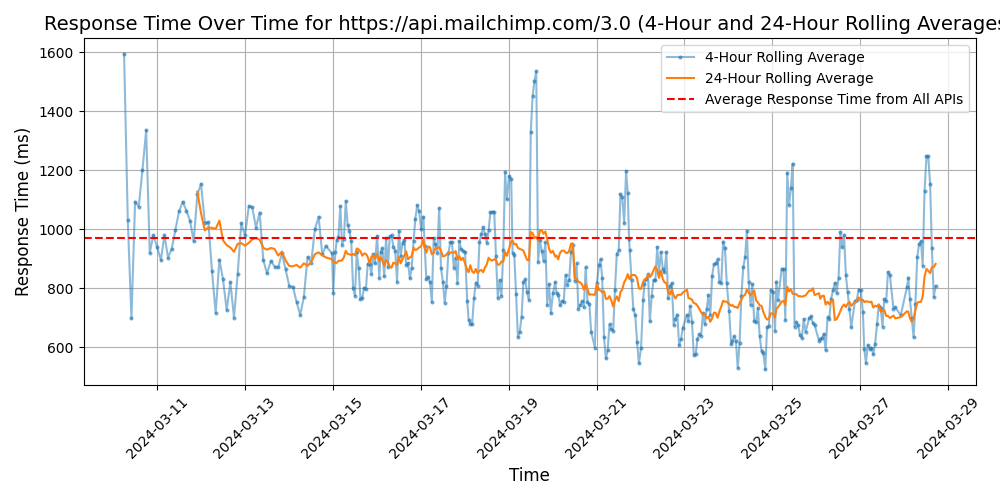 Response Time Over Time for https://api.mailchimp.com/3.0 (4-Hour and 24-Hour Rolling Averages
4-Hour Rolling Average
24-Hour Rolling Average
Average Response Time from All APIs
Response Time (ms)
1600
1400
1200
1000
800
600
2024-03-11
2024-03-13
2024-03-15
2024-03-17
2024-03-19
2024-03-21
2024-03-23
2024-03-25
2024-03-27
2024-03-29
Time